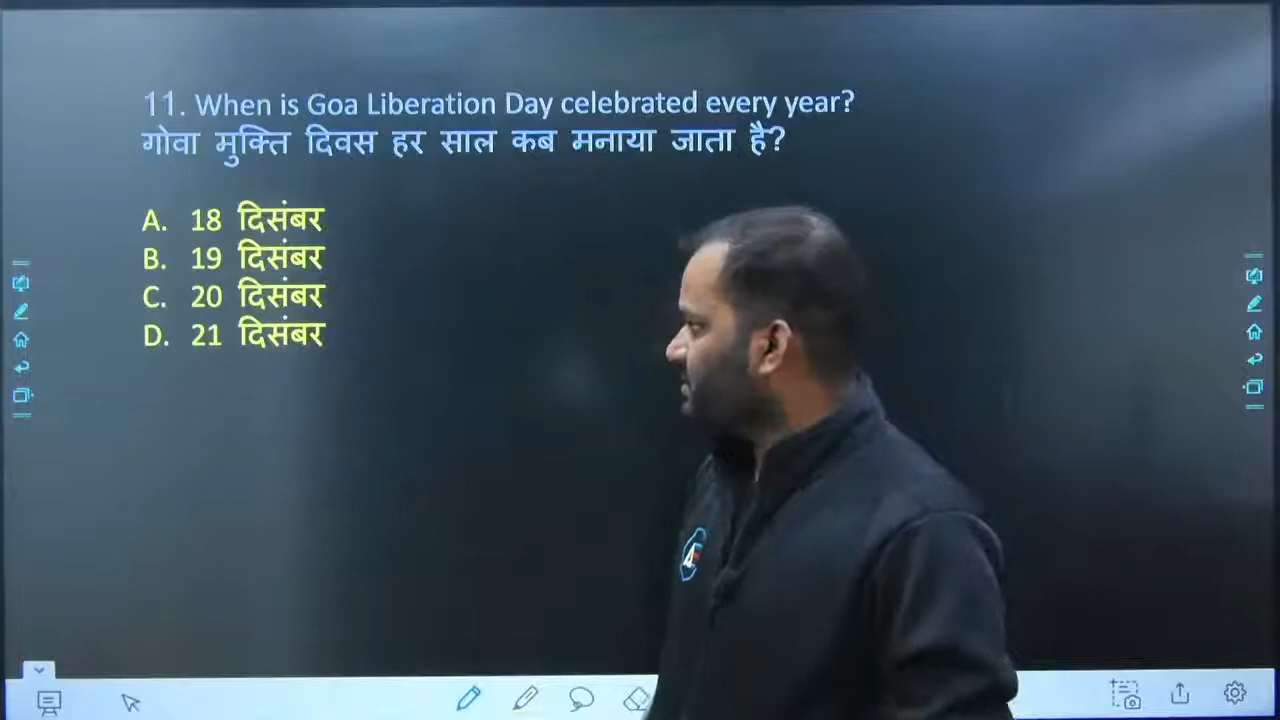 11. When is Goa Liberation Day celebrated every year?
गोवा मुक्ति दिवस हर साल कब मनाया जाता है?
A. 18 दिसंबर
B. 19 दिसंबर
C. 20 दिसंबर
D. 21 दिसंबर